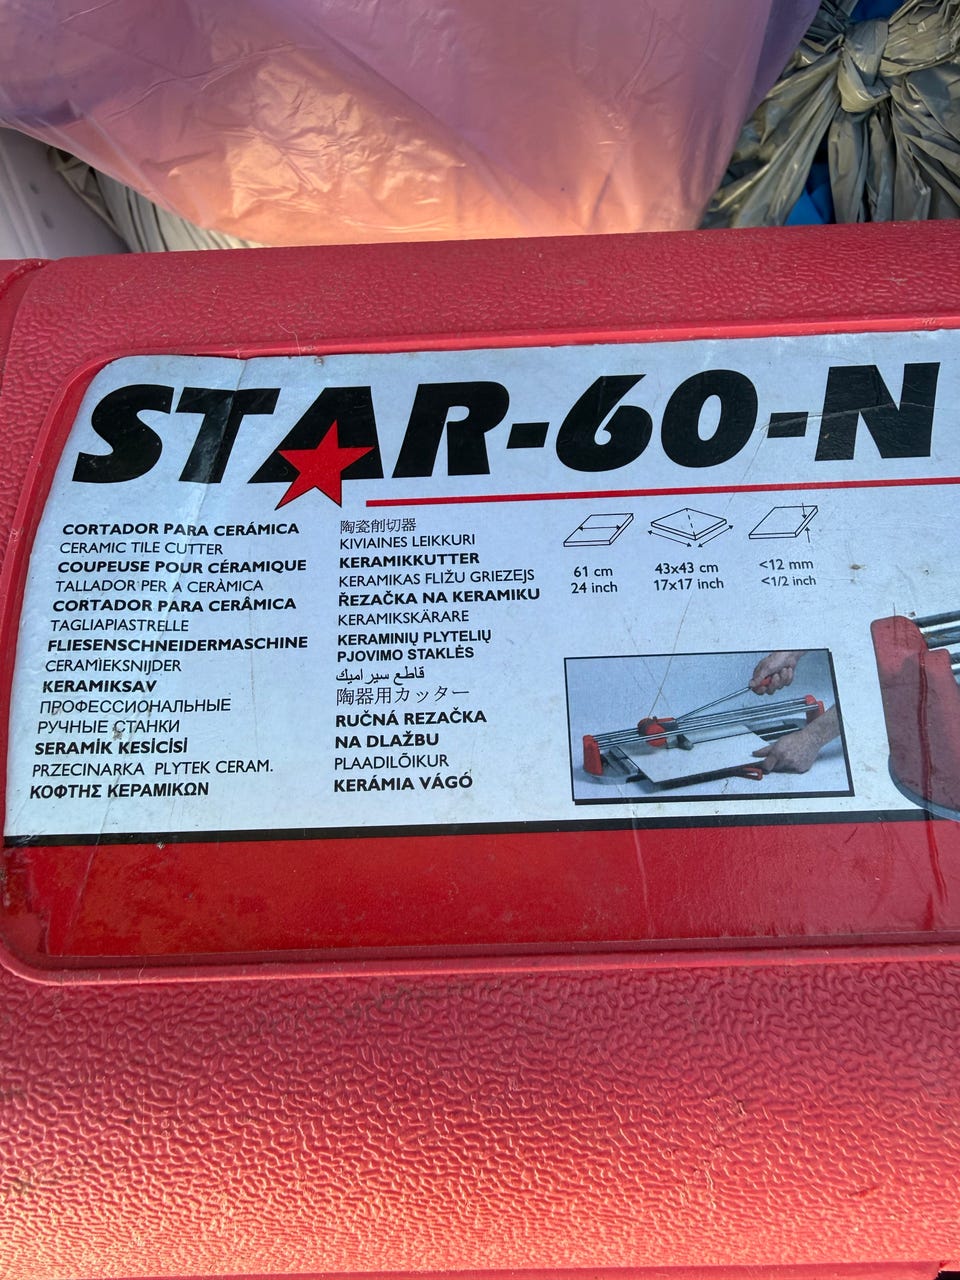 STAR-60-N
CORTADOR PARA CERÁMICA
CERAMIC TILE CUTTER
COUPEUSE POUR CÉRAMIQUE
TALLADOR PER A CERÀMICA
CORTADOR PARA CERÂMICA
TAGLIAPIASTRELLE
FLIESENSCHNEIDERMASCHINE
CERAMİEKSNIJDER
KERAMIKSAV
ПРОФЕССИОНАЛЬНЫЕ
РУЧНЫЕ СТАНКИ
SERAMİK KESİCİSİ
PRZECINARKA PLYTEK CERAM.
ΚΟΦΤΗΣ ΚΕΡΑΜΙΚΩΝ
陶瓷削切器
KIVIAINES LEIKKURI
KERAMIKKUTTER
KERAMIKAS FLIŽU GRIEZEJS
ŘEZAČKA NA KERAMIKU
KERAMIKSKÄRARE
KERAMINIŲ PLYTELIŲ
PJOVIMO STAKLĖS
قاطع سيراميك
陶器用カッター
RUČNÁ REZAČKA
NA DLAŽBU
PLAADILÕIKUR
KERÁMIA VÁGÓ
61 cm
24 inch
43x43 cm
17x17 inch
<12 mm
<1/2 inch